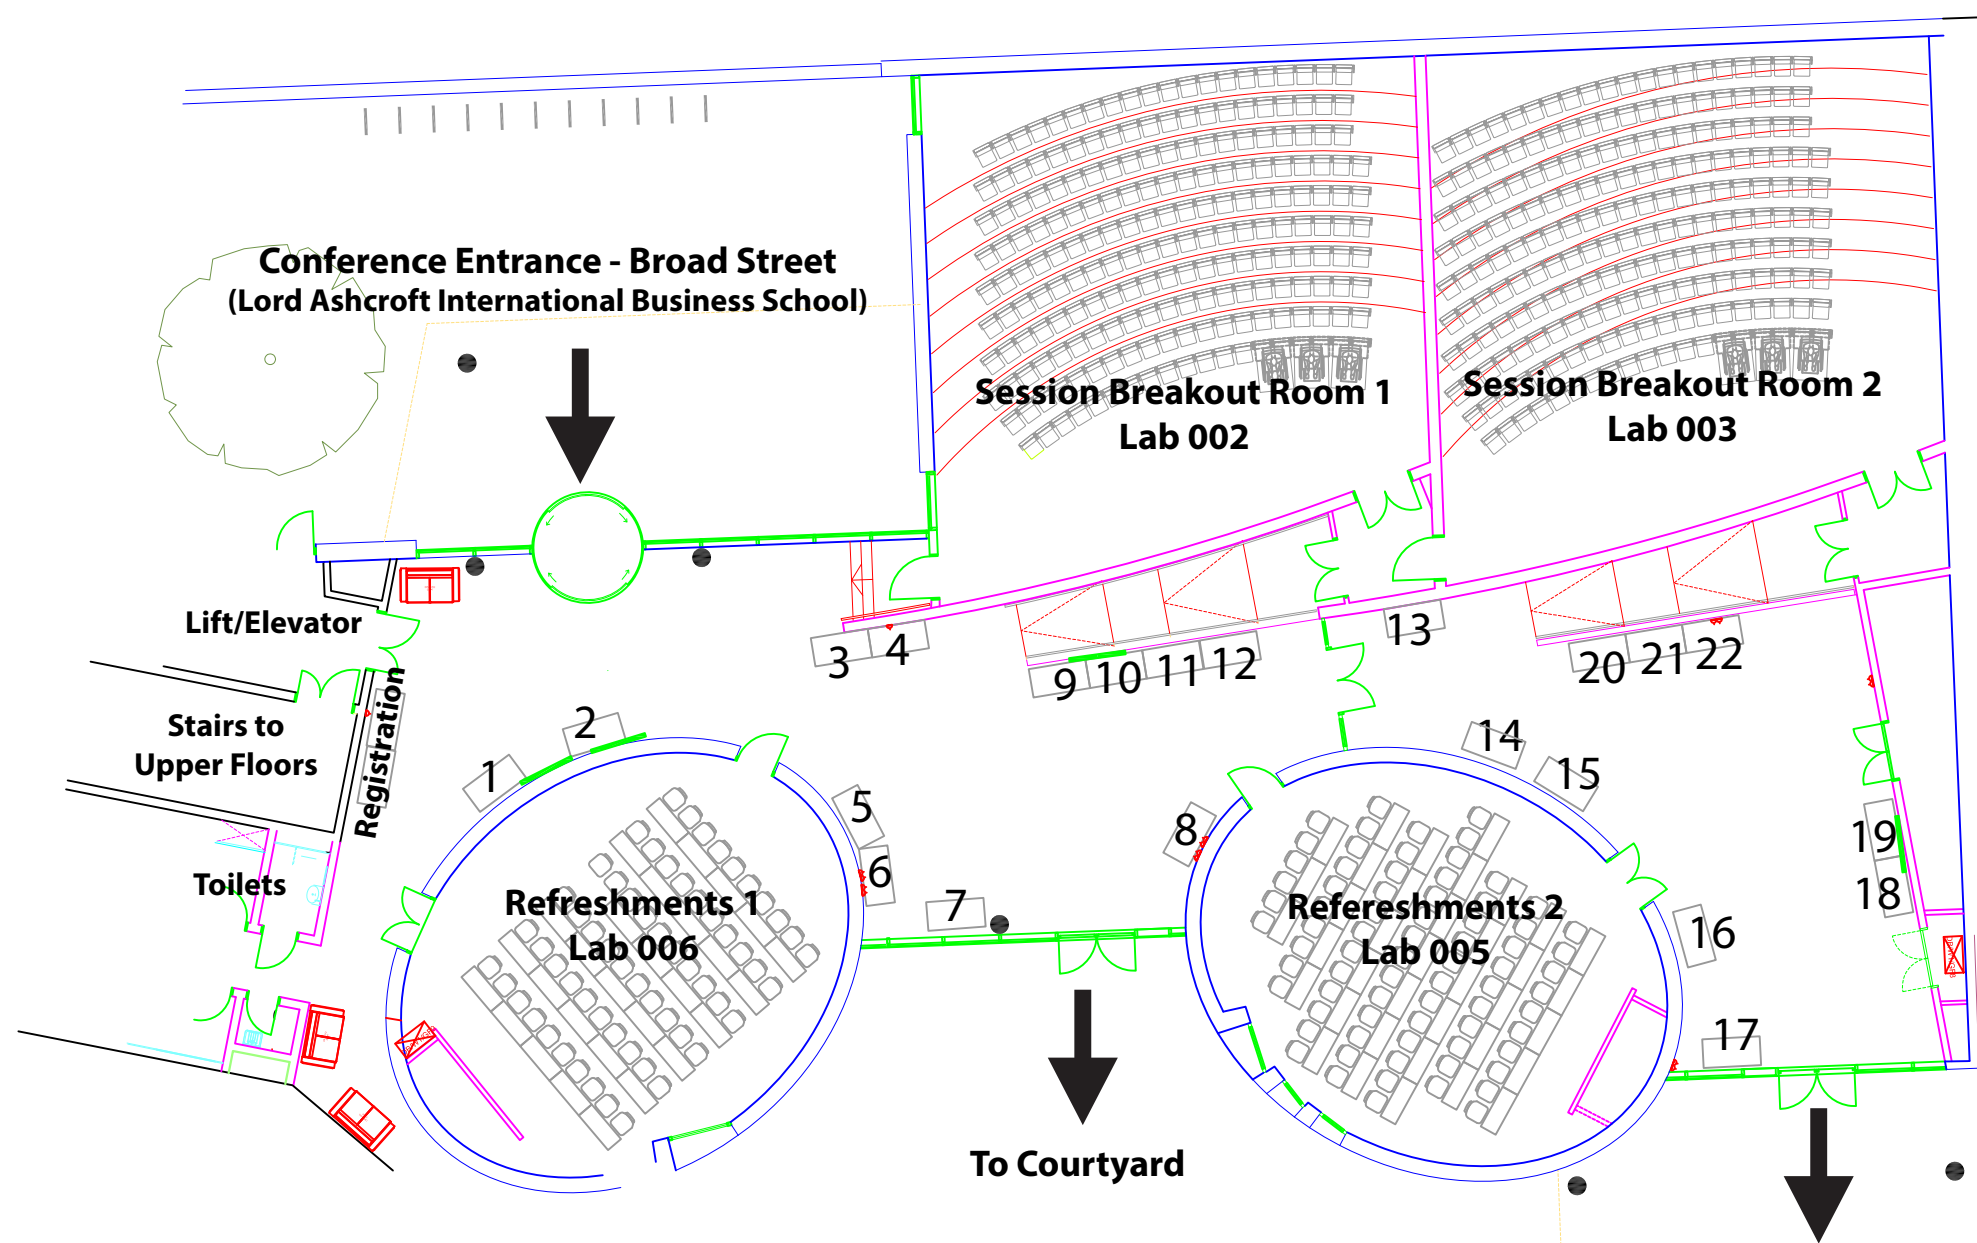 Conference Entrance - Broad Street
(Lord Ashcroft International Business School)
Session Breakout Room 1
Lab 002
Session Breakout Room 2
Lab 003
Lift/Elevator
Stairs to
Upper Floors
Registration
Toilets
3
4
9
10
11
12
13
20
21
22
1
2
5
6
7
8
14
15
16
17
18
19
Refreshments 1
Lab 006
Refereshments 2
Lab 005
To Courtyard